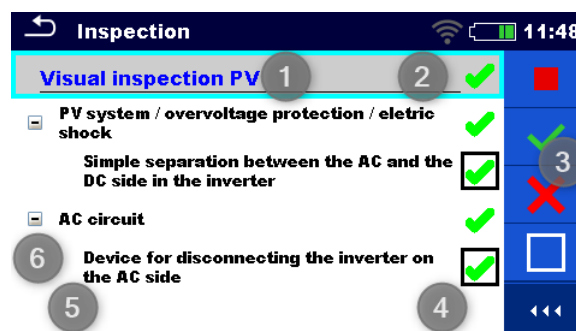 Inspection
11:48
Visual inspection PV
1
2
PV system / overvoltage protection / eletric
shock
3
Simple separation between the AC and the
DC side in the inverter
AC circuit
6
Device for disconnecting the inverter on
the AC side
5
4